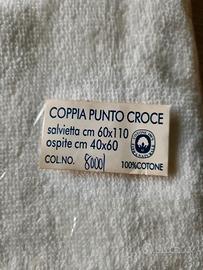 COPPIA PUNTO CROCE
salvietta cm 60x110
ospite cm 40x60
COL.NO. 8000/
100%COTONE